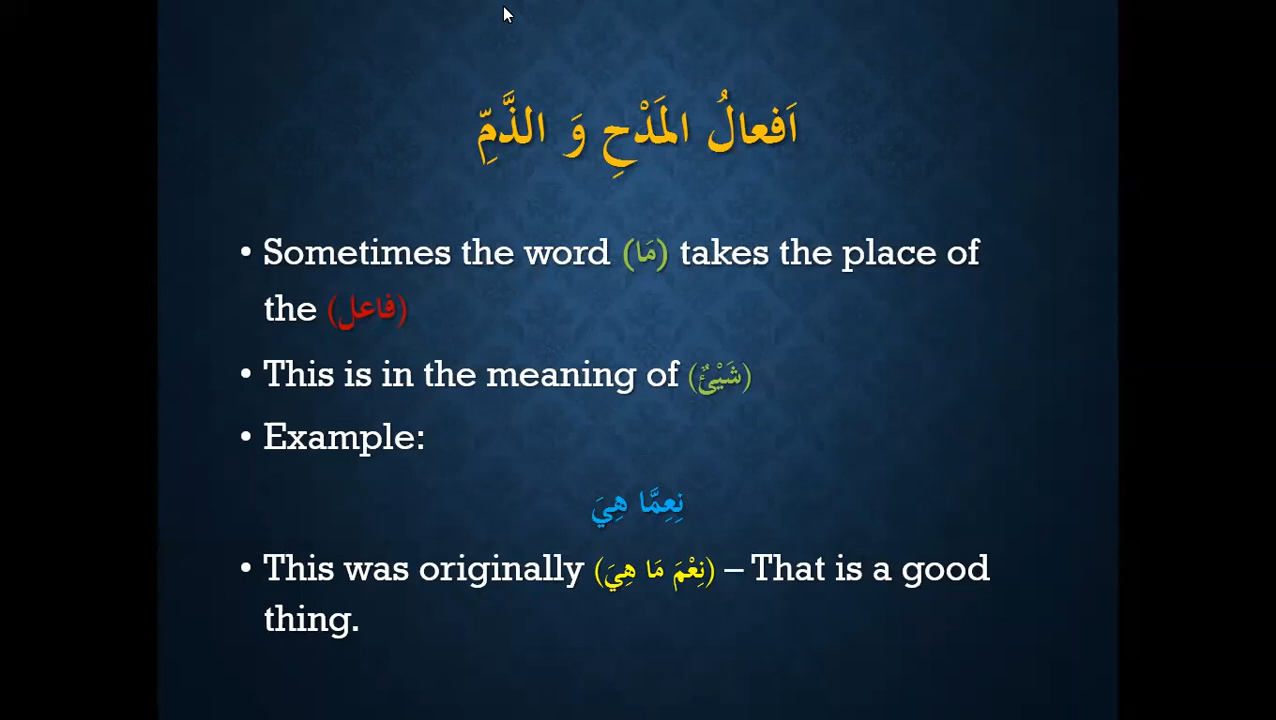 اَفعالُ المَدْحِ وَ الذَّمِّ
• Sometimes the word (مَا) takes the place of
the (فاعل)
• This is in the meaning of (شَيْئٌ)
• Example:
نِعِمَّا هِيَ
• This was originally (نِعْمَ مَا هِيَ) – That is a good
thing.